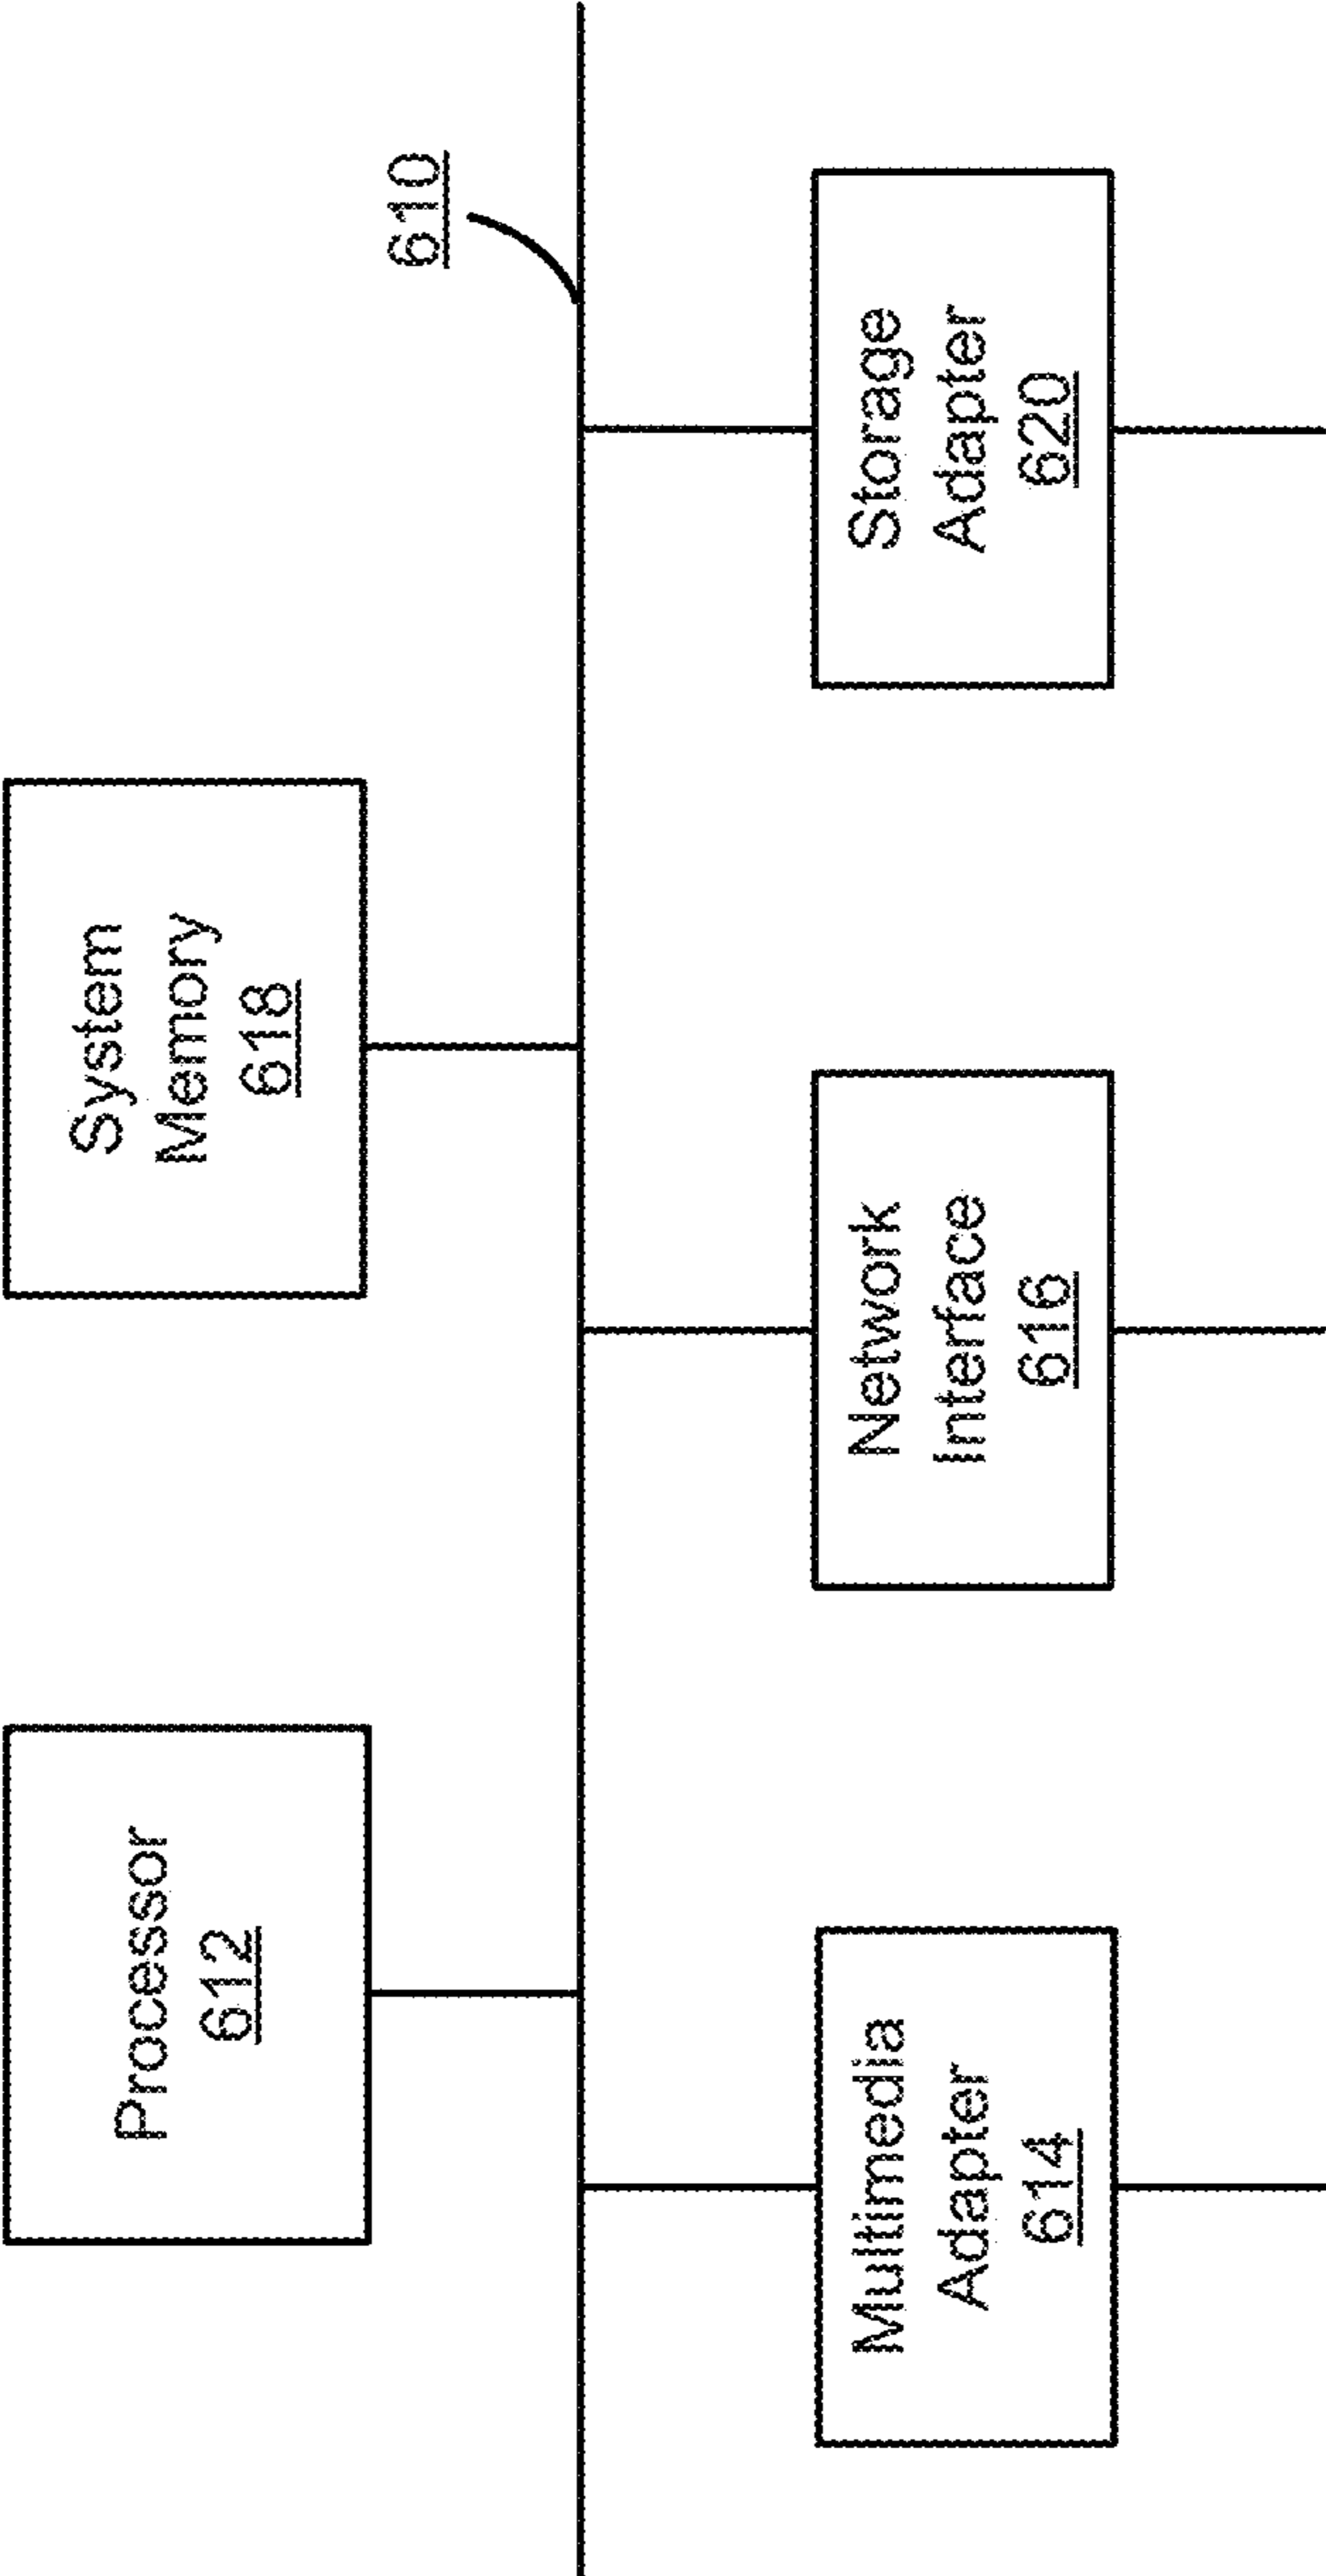 Processor
612
System
Memory
618
610
Multimedia
Adapter
614
Network
Interface
616
Storage
Adapter
620